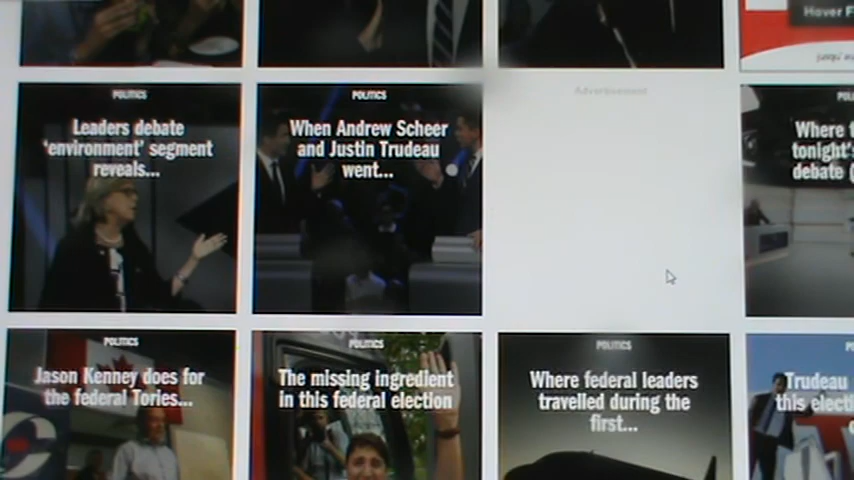 Hover F
POLITICS
Leaders debate
‘environment’ segment
reveals...
POLITICS
When Andrew Scheer
and Justin Trudeau
went...
Advertisement
POL
Where t
tonight's
debate (
POLITICS
Jason Kenney does for
the federal Tories...
POLITICS
The missing ingredient
in this federal election
POLITICS
Where federal leaders
travelled during the
first...
Trudeau
this electi